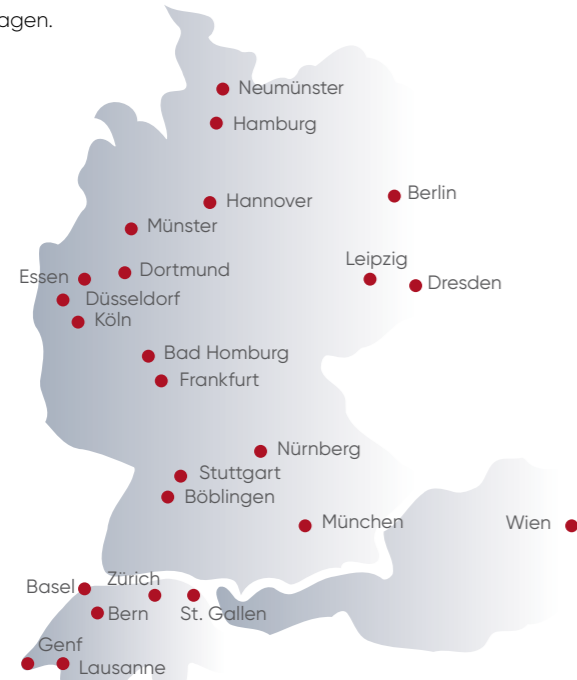 agen.
Neumünster
Hamburg
Hannover
Berlin
Münster
Leipzig
Essen
Dortmund
Dresden
Düsseldorf
Köln
Bad Homburg
Frankfurt
Nürnberg
Stuttgart
Böblingen
München
Wien
Zürich
Basel
Bern
St. Gallen
Genf
Lausanne